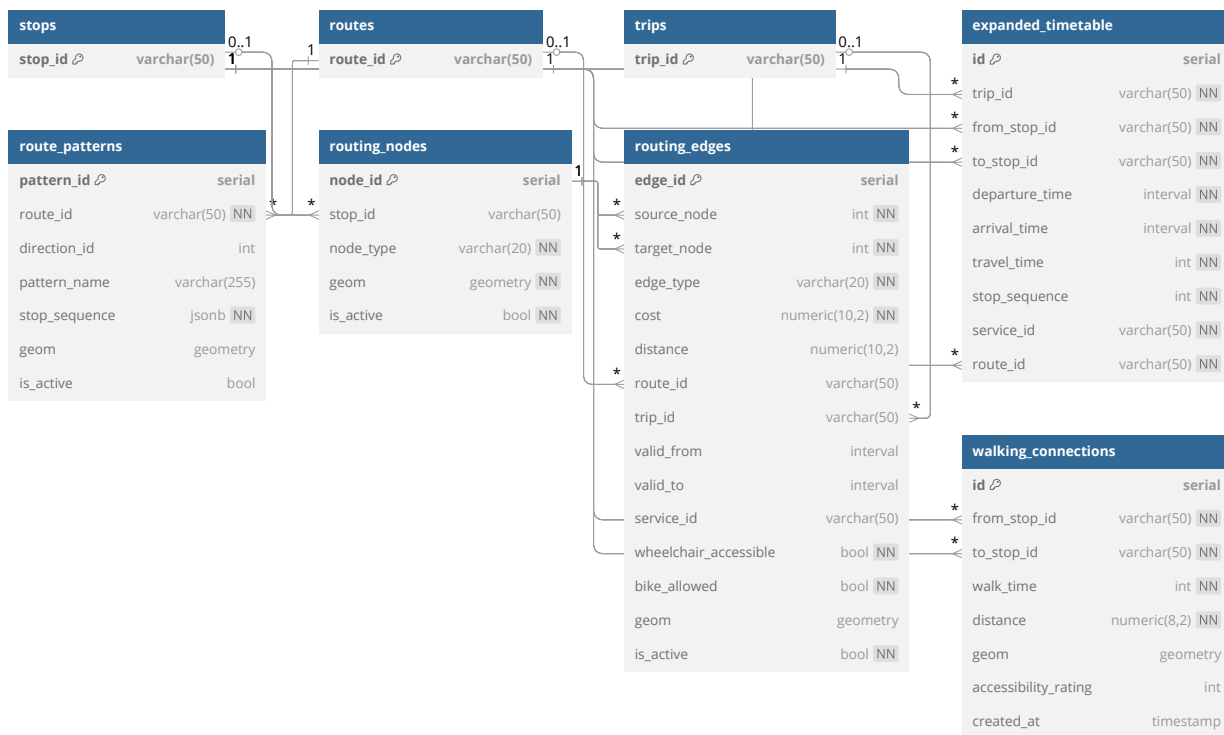 stops
stop_id varchar(50)
0..1
1
routes
1
route_id varchar(50)
0..1
1
trips
trip_id varchar(50)
0..1
1
expanded_timetable
id serial
* trip_id varchar(50) NN
* from_stop_id varchar(50) NN
* to_stop_id varchar(50) NN
departure_time interval NN
arrival_time interval NN
travel_time int NN
stop_sequence int NN
service_id varchar(50) NN
* route_id varchar(50) NN
route_patterns
pattern_id serial
route_id varchar(50) NN *
direction_id int
pattern_name varchar(255)
stop_sequence jsonb NN
geom geometry
is_active bool
routing_nodes
node_id serial 1
* stop_id varchar(50)
node_type varchar(20) NN
geom geometry NN
is_active bool NN
routing_edges
edge_id serial
* source_node int NN
* target_node int NN
edge_type varchar(20) NN
cost numeric(10,2) NN
distance numeric(10,2)
* route_id varchar(50)
trip_id varchar(50) *
valid_from interval
valid_to interval
service_id varchar(50)
wheelchair_accessible bool NN
bike_allowed bool NN
geom geometry
is_active bool NN
walking_connections
id serial
* from_stop_id varchar(50) NN
* to_stop_id varchar(50) NN
walk_time int NN
distance numeric(8,2) NN
geom geometry
accessibility_rating int
created_at timestamp